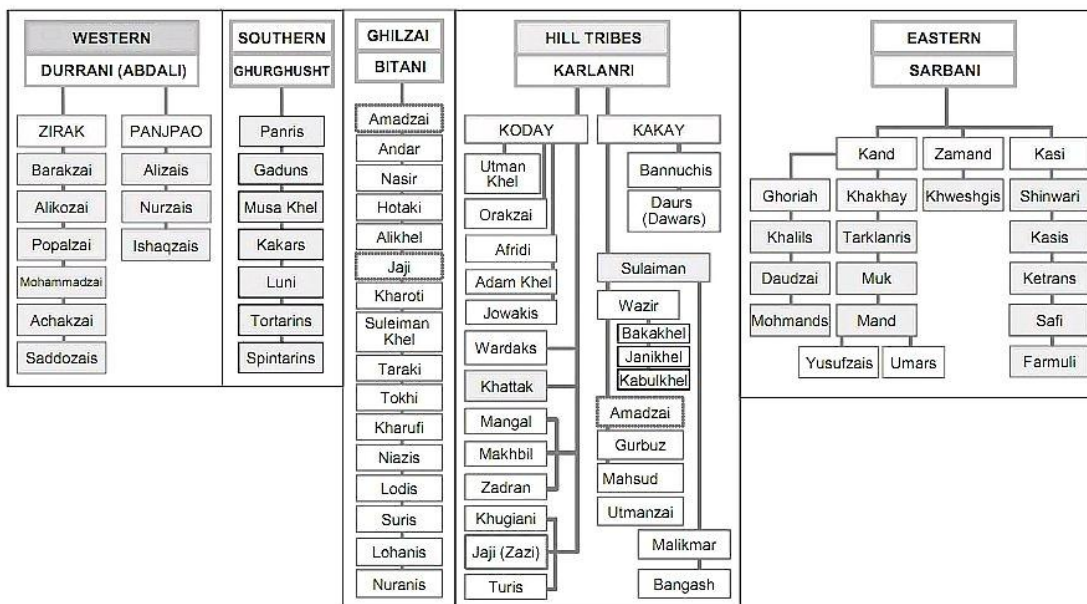 WESTERN
DURRANI (ABDALI)
ZIRAK
Barakzai
Alikozai
Popalzai
Mohammadzai
Achakzai
Saddozais
PANJPAO
Alizais
Nurzais
Ishaqzais
SOUTHERN
GHURGHUSHT
Panris
Gaduns
Musa Khel
Kakars
Luni
Tortarins
Spintarins
GHILZAI
BITANI
Amadzai
Andar
Nasir
Hotaki
Alikhel
Jaji
Kharoti
Suleiman
Khel
Taraki
Tokhi
Kharufi
Niazis
Lodis
Suris
Lohanis
Nuranis
HILL TRIBES
KARLANRI
KODAY
Utman
Khel
Orakzai
Afridi
Adam Khel
Jowakis
Wardaks
Khattak
Mangal
Makhbil
Zadran
Khugiani
Jaji (Zazi)
Turis
KAKAY
Bannuchis
Daurs
(Dawars)
Sulaiman
Wazir
Bakakhel
Janikhel
Kabulkhel
Amadzai
Gurbuz
Mahsud
Utmanzai
Malikmar
Bangash
EASTERN
SARBANI
Kand
Ghoriah
Khalils
Daudzai
Mohmands
Khakhay
Tarklanris
Muk
Mand
Yusufzais
Umars
Zamand
Khweshgis
Kasi
Shinwari
Kasis
Ketrans
Safi
Farmuli